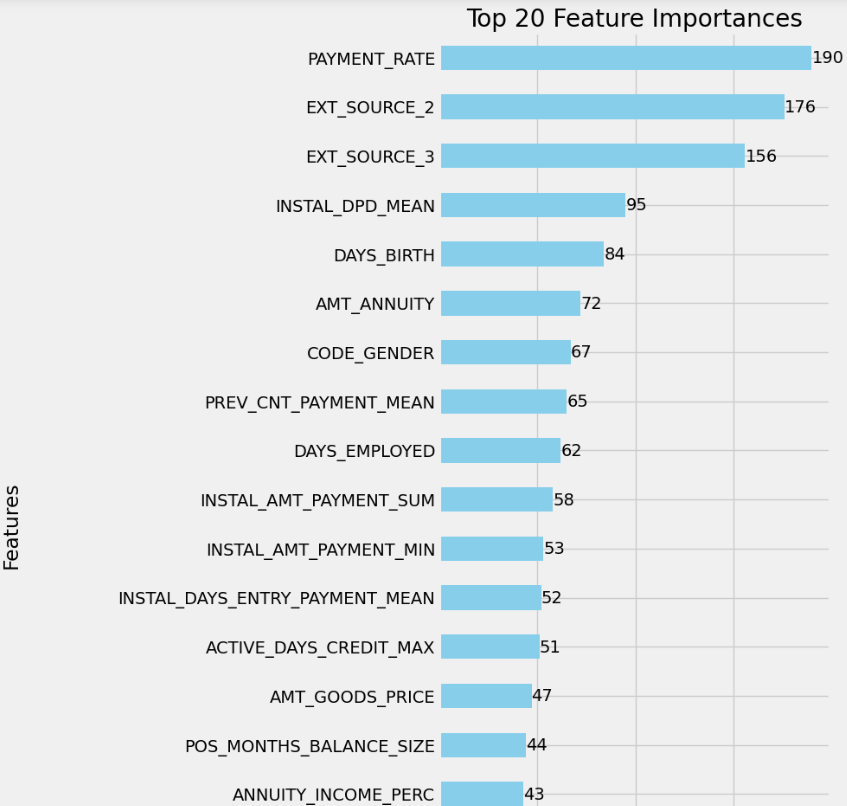 Top 20 Feature Importances
PAYMENT_RATE 190
EXT_SOURCE_2 176
EXT_SOURCE_3 156
INSTAL_DPD_MEAN 95
DAYS_BIRTH 84
AMT_ANNUITY 72
CODE_GENDER 67
PREV_CNT_PAYMENT_MEAN 65
DAYS_EMPLOYED 62
INSTAL_AMT_PAYMENT_SUM 58
INSTAL_AMT_PAYMENT_MIN 53
INSTAL_DAYS_ENTRY_PAYMENT_MEAN 52
ACTIVE_DAYS_CREDIT_MAX 51
AMT_GOODS_PRICE 47
POS_MONTHS_BALANCE_SIZE 44
ANNUITY_INCOME_PERC 43
Features